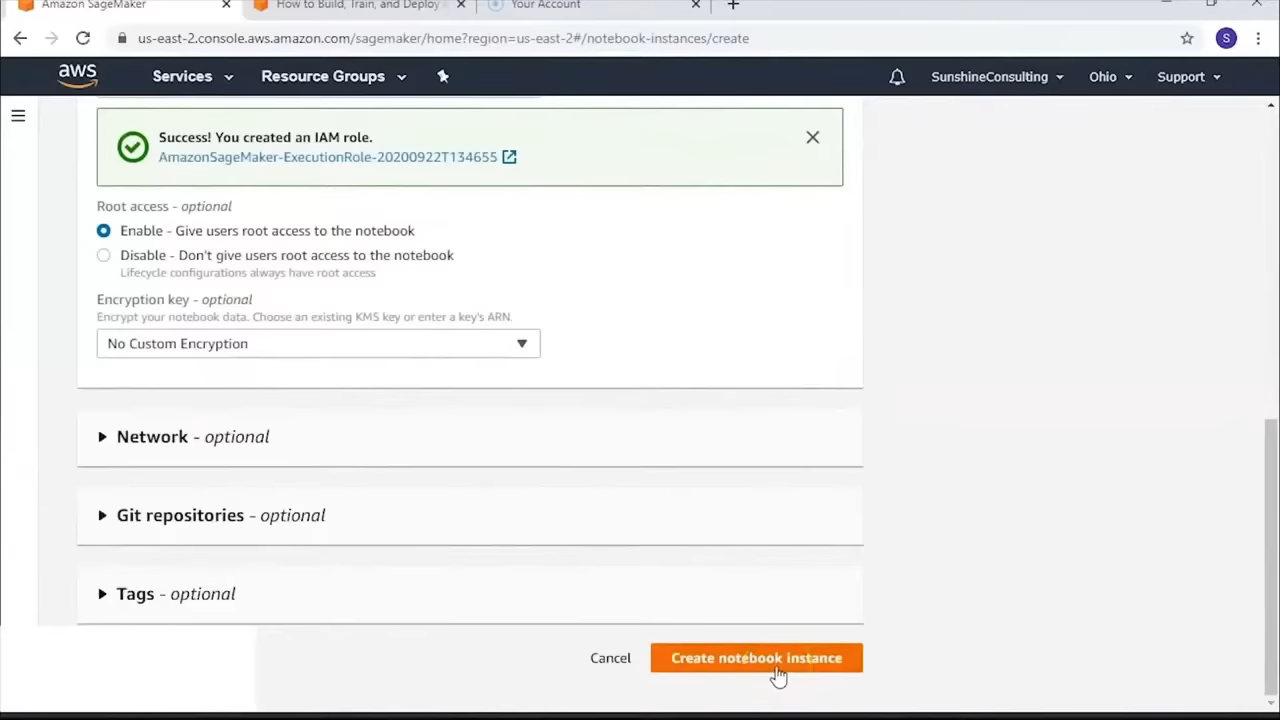 Amazon SageMaker
How to Build, Train, and Deploy
Your Account
us-east-2.console.aws.amazon.com/sagemaker/home?region=us-east-2#/notebook-instances/create
S
aws Services Resource Groups SunshineConsulting Ohio Support
Success! You created an IAM role.
AmazonSageMaker-ExecutionRole-20200922T134655
Root access - optional
Enable - Give users root access to the notebook
Disable - Don't give users root access to the notebook
Lifecycle configurations always have root access
Encryption key - optional
Encrypt your notebook data. Choose an existing KMS key or enter a key's ARN.
No Custom Encryption
Network - optional
Git repositories - optional
Tags - optional
Cancel Create notebook instance